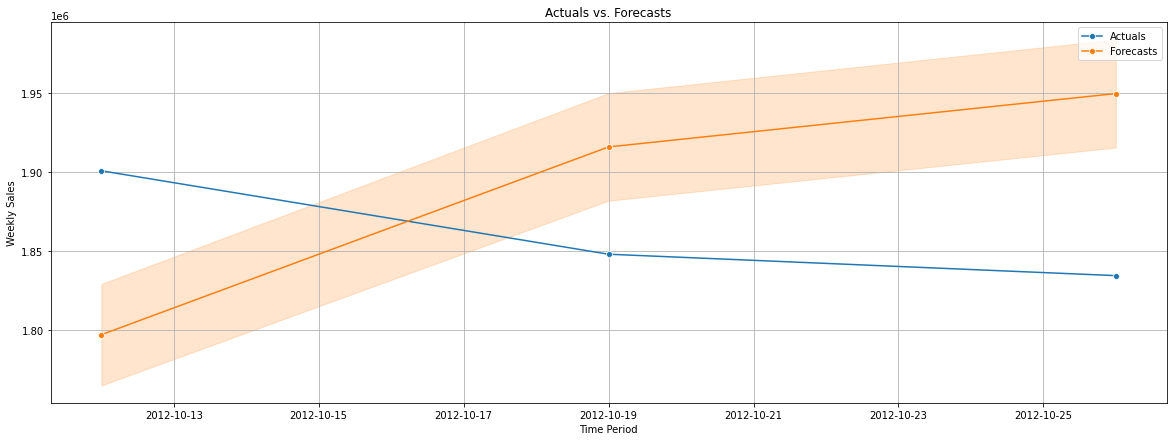 Actuals vs. Forecasts
1e6
Actuals
Forecasts
1.95
1.90
1.85
1.80
Weekly Sales
2012-10-13 2012-10-15 2012-10-17 2012-10-19 2012-10-21 2012-10-23 2012-10-25
Time Period